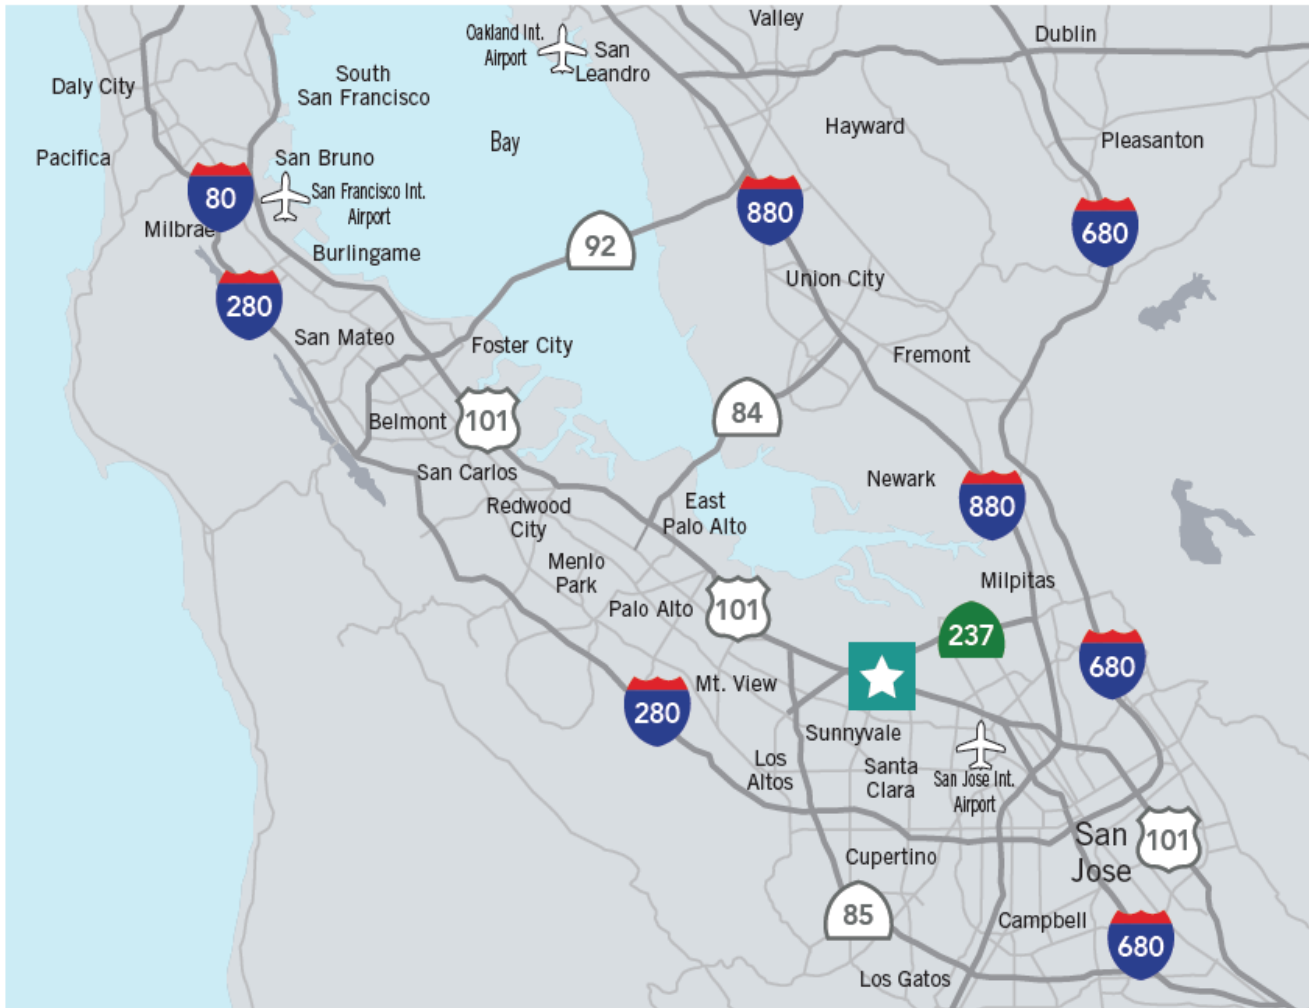 Valley
Dublin
Oakland Int.
Airport
San
Leandro
Daly City
South
San Francisco
Hayward
Bay
Pleasanton
Pacifica
San Bruno
80
San Francisco Int.
Airport
880
680
Milbrae
Burlingame
92
Union City
280
San Mateo
Foster City
Fremont
Belmont
101
84
San Carlos
Newark
Redwood
City
East
Palo Alto
880
Menlo
Park
Milpitas
Palo Alto
101
237
680
Mt. View
280
Sunnyvale
Los
Altos
Santa
Clara
San Jose Int.
Airport
San
Jose
101
Cupertino
85
Campbell
680
Los Gatos